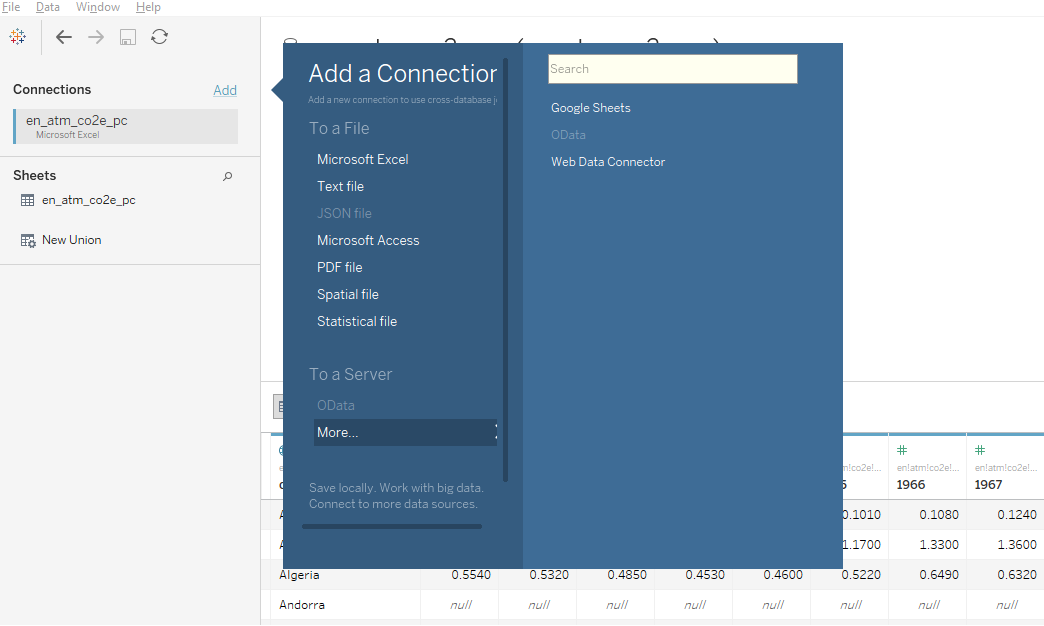 File Data Window Help
Connections Add
en_atm_co2e_pc
Microsoft Excel
Sheets
en_atm_co2e_pc
New Union
Add a Connection
Add a new connection to use cross-database
To a File
Microsoft Excel
Text file
JSON file
Microsoft Access
PDF file
Spatial file
Statistical file
To a Server
OData
More...
Save locally. Work with big data.
Connect to more data sources.
Search
Google Sheets
OData
Web Data Connector
en!atm!co2e!... en!atm!co2e!...
1966 1967
0.1010 0.1080 0.1240
1.1700 1.3300 1.3600
Algeria 0.5540 0.5320 0.4850 0.4530 0.4600 0.5220 0.6490 0.6320
Andorra null null null null null null null null